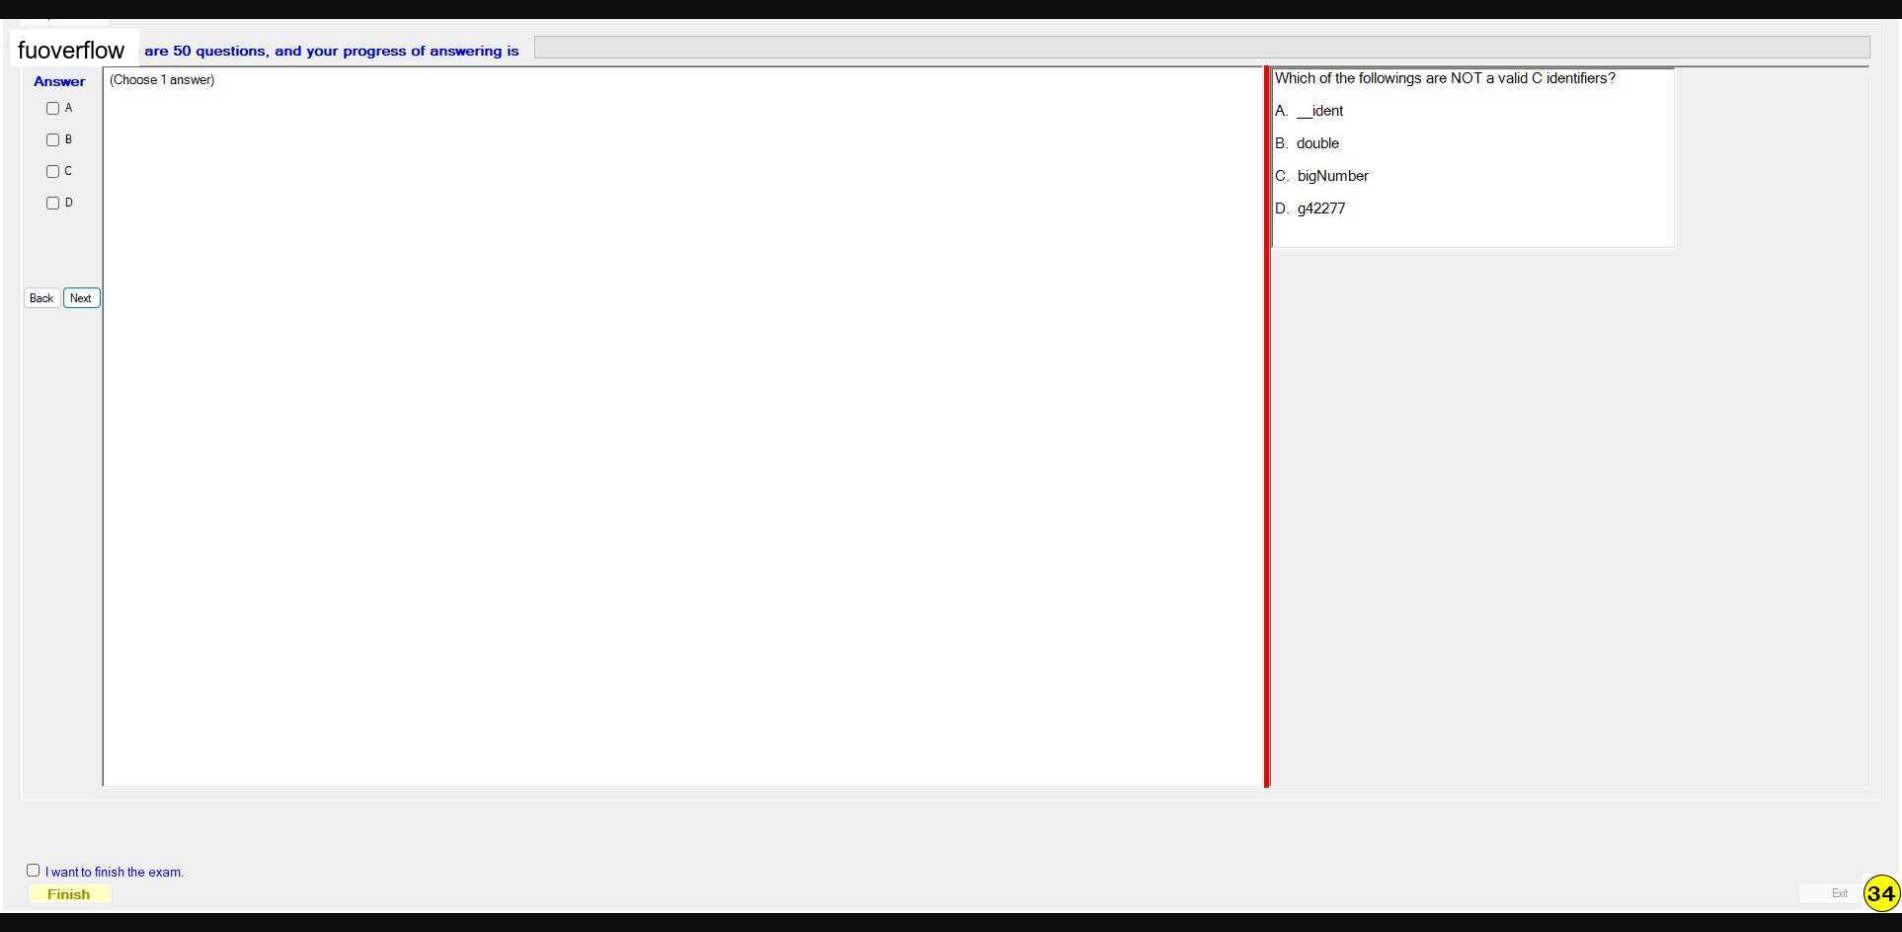 fuoverflow are 50 questions, and your progress of answering is
Answer
A
B
C
D
Back Next
(Choose 1 answer)
Which of the followings are NOT a valid C identifiers?
A. __ident
B. double
C. bigNumber
D. g42277
I want to finish the exam.
Finish
Exit 34